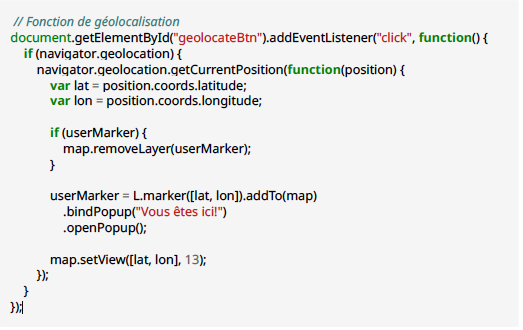 // Fonction de géolocalisation
document.getElementById("geolocateBtn").addEventListener("click", function() {
if (navigator.geolocation) {
navigator.geolocation.getCurrentPosition(function(position) {
var lat = position.coords.latitude;
var lon = position.coords.longitude;
if (userMarker) {
map.removeLayer(userMarker);
}
userMarker = L.marker([lat, lon]).addTo(map)
.bindPopup("Vous êtes ici!")
.openPopup();
map.setView([lat, lon], 13);
});
}
});